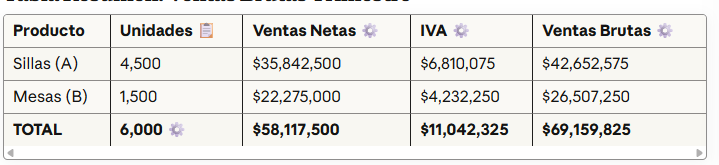 Producto Unidades 📋 Ventas Netas ⚙️ IVA ⚙️ Ventas Brutas ⚙️
Sillas (A) 4,500 $35,842,500 $6,810,075 $42,652,575
Mesas (B) 1,500 $22,275,000 $4,232,250 $26,507,250
TOTAL 6,000 ⚙️ $58,117,500 $11,042,325 $69,159,825